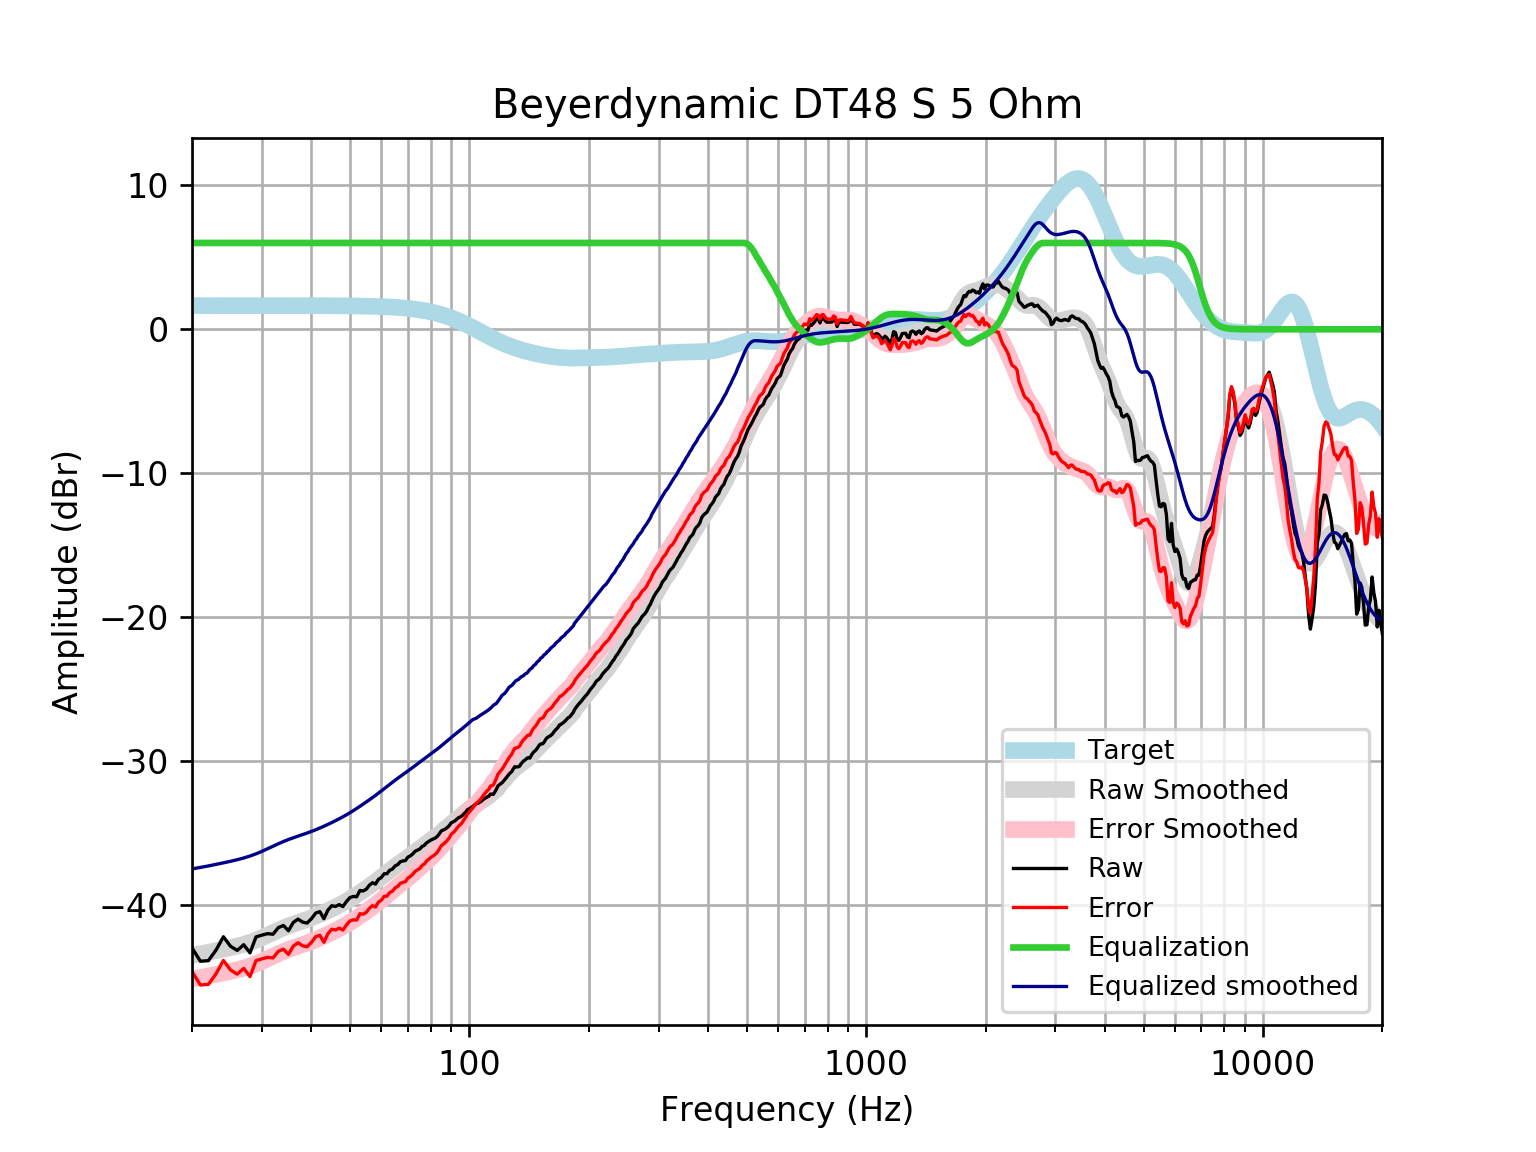 Beyerdynamic DT48 S 5 Ohm
Amplitude (dBr)
10
0
−10
−20
−30
−40
Target
Raw Smoothed
Error Smoothed
Raw
Error
Equalization
Equalized smoothed
100
1000
10000
Frequency (Hz)